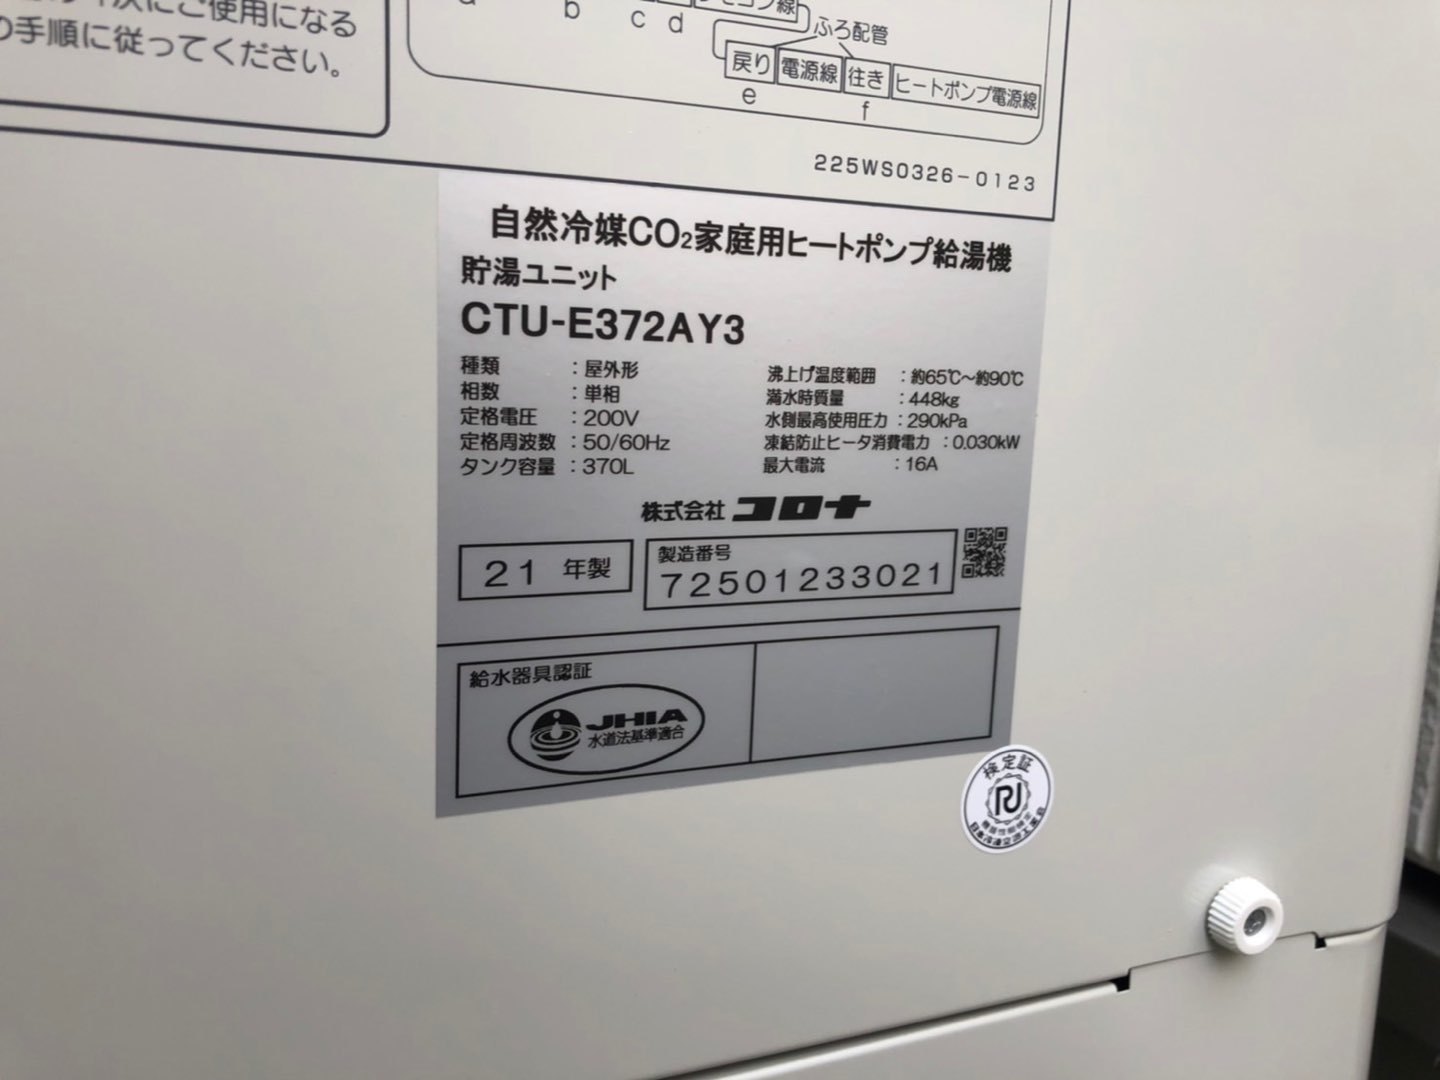 にご使用になる
の手順に従ってください。
b c d
ふろ配管
戻り 電源線 往き ヒートポンプ電源線
e f
225WS0326-0123
自然冷媒CO₂家庭用ヒートポンプ給湯機
貯湯ユニット
CTU-E372AY3
種類 :屋外形
相数 :単相
定格電圧 :200V
定格周波数 :50/60Hz
タンク容量 :370L
沸上げ温度範囲 :約65℃～約90℃
満水時質量 :448kg
水側最高使用圧力 :290kPa
凍結防止ヒータ消費電力 :0.030kW
最大電流 :16A
株式会社 コロナ
21 年製
製造番号
72501233021
給水器具認証
JHIA
水道法基準適合
検定証